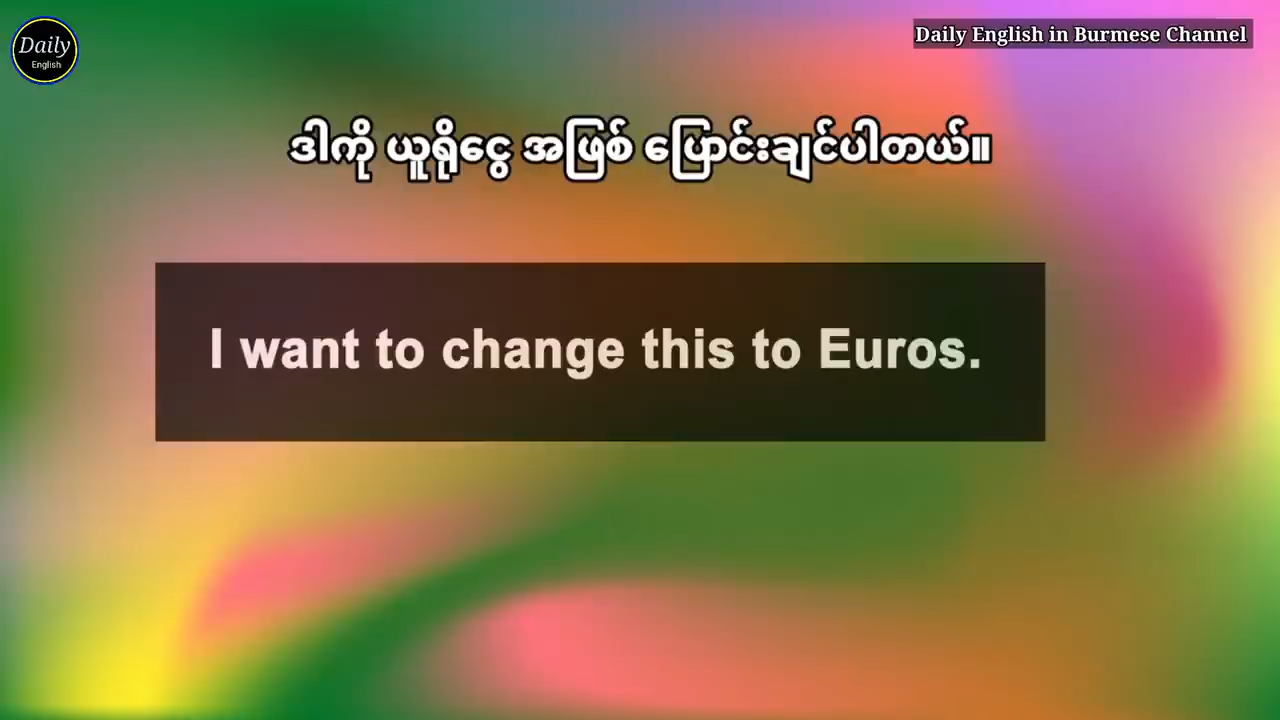 Daily
English
Daily English in Burmese Channel
ဒါကို ယူရိုငွေ အဖြစ် ပြောင်းချင်ပါတယ်။
I want to change this to Euros.